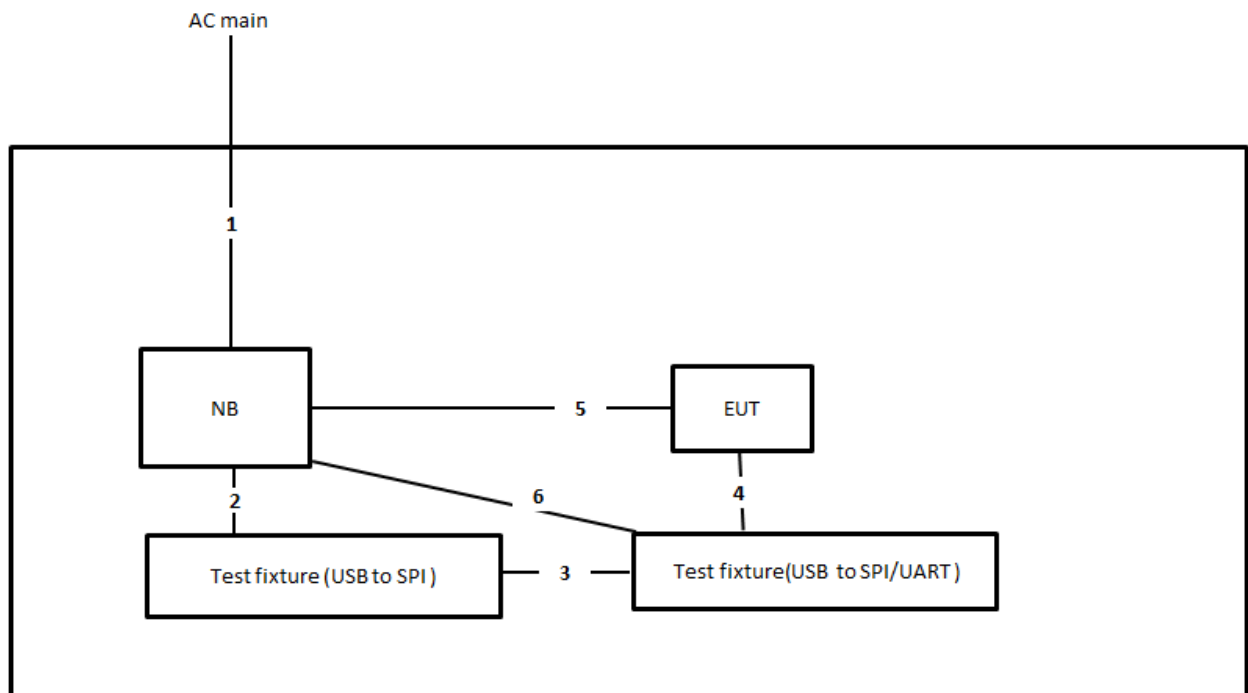 AC main
1
NB
5
EUT
2
6
4
Test fixture (USB to SPI )
3
Test fixture(USB to SPI/UART)